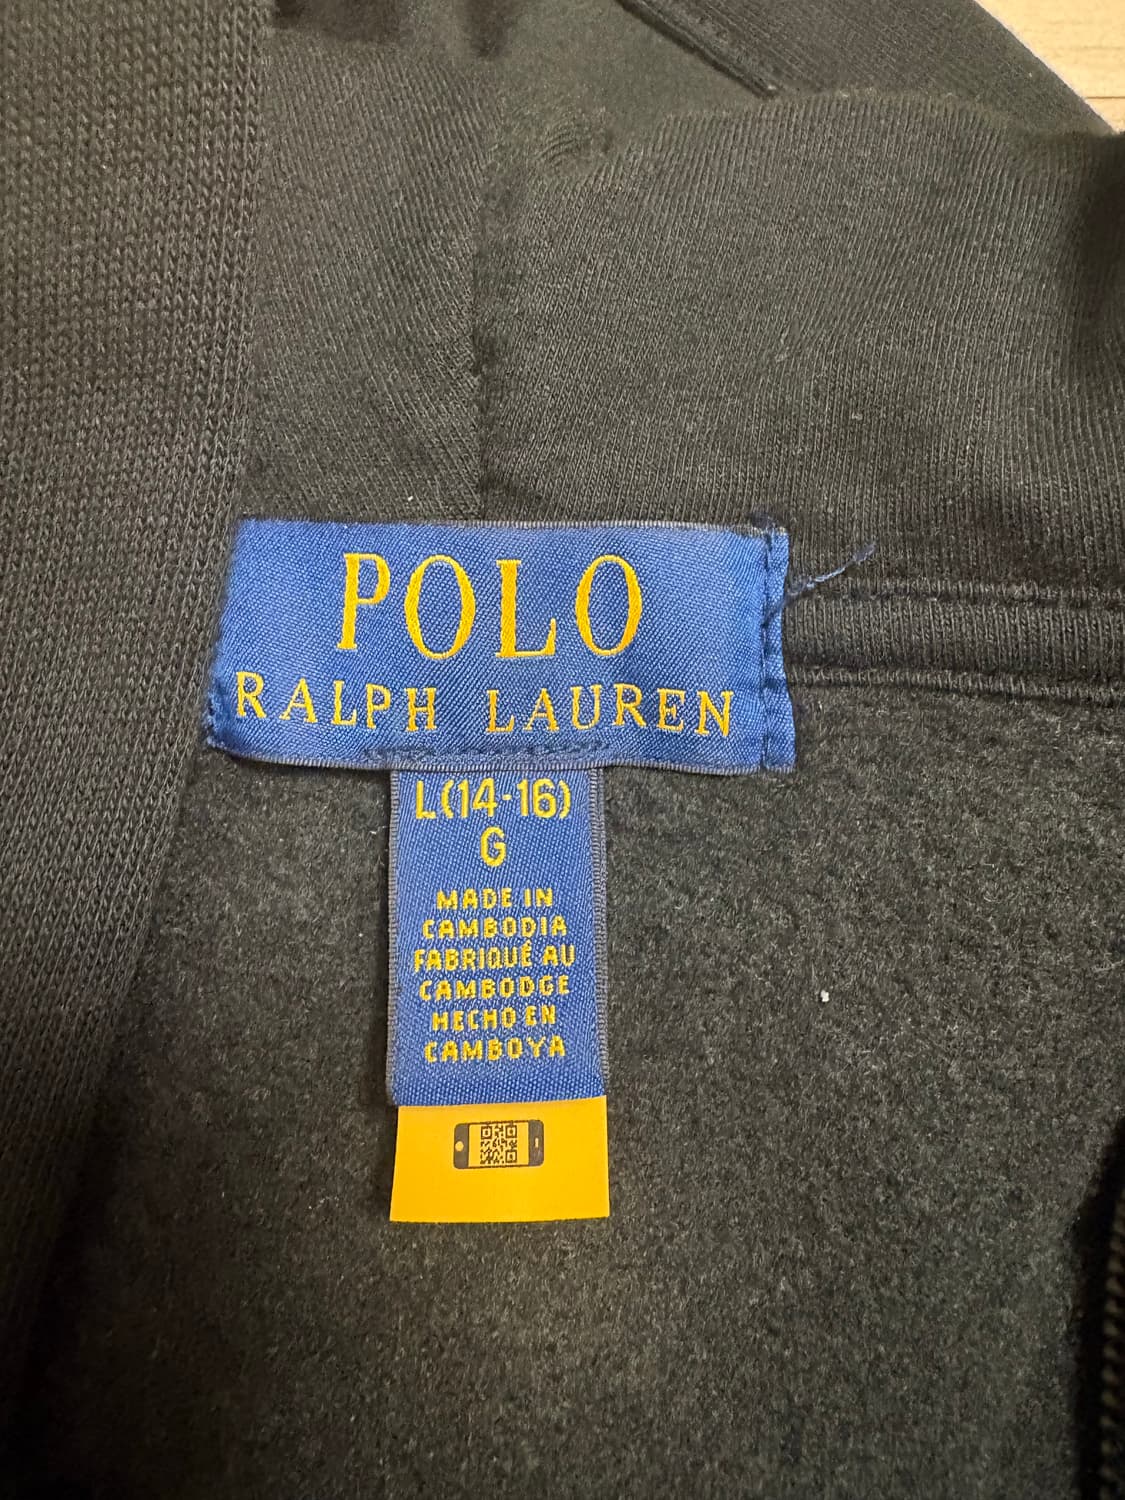 POLO
RALPH LAUREN
L(14-16)
G
MADE IN
CAMBODIA
FABRIQUÉ AU
CAMBODGE
HECHO EN
CAMBOYA